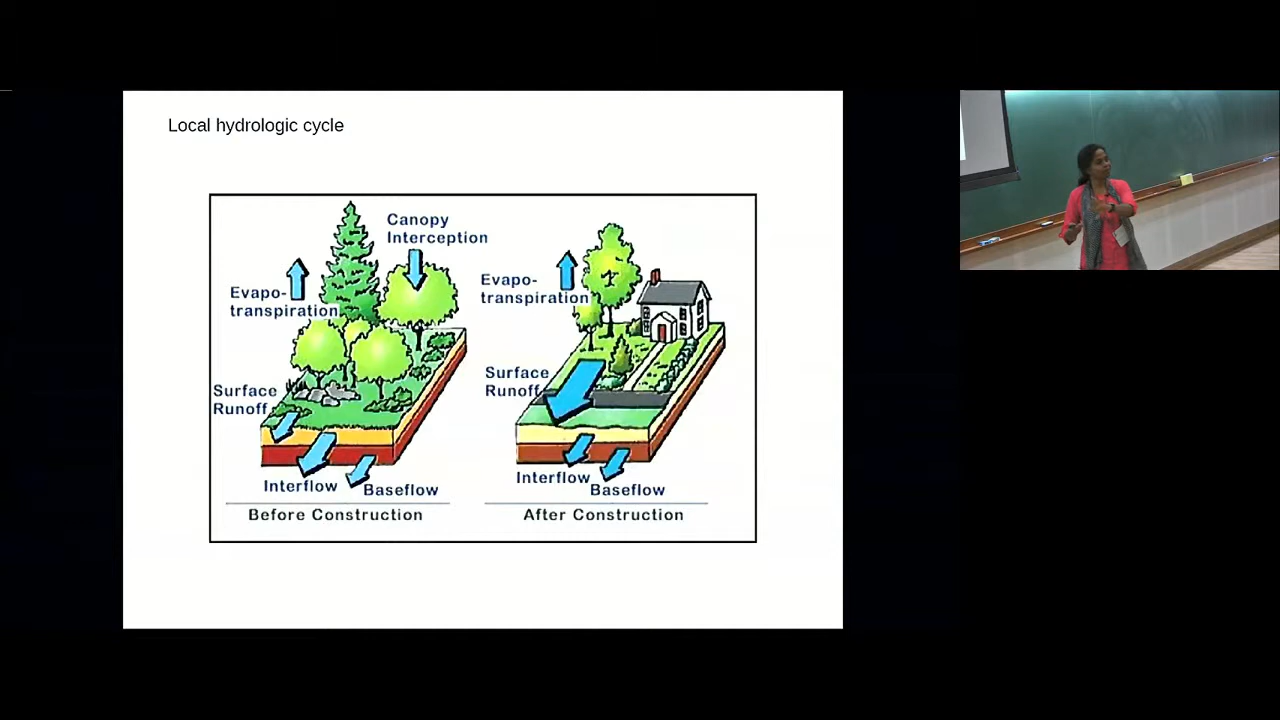 Local hydrologic cycle
Canopy
Interception
Evapo-
transpiration
Surface
Runoff
Interflow
Baseflow
Before Construction
Evapo-
transpiration
Surface
Runoff
Interflow
Baseflow
After Construction